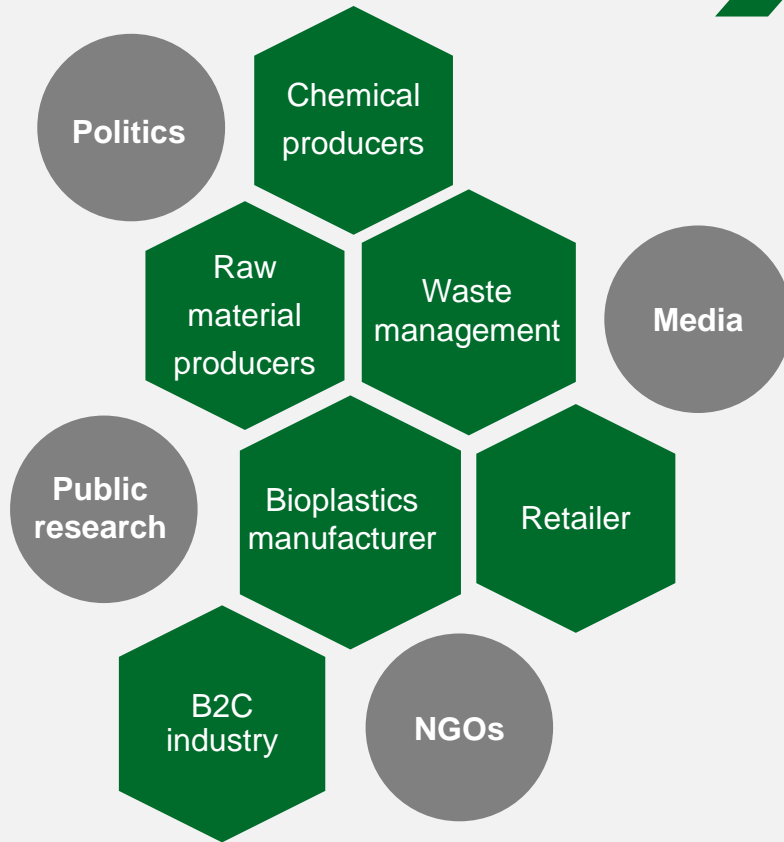 Chemical
producers
Politics
Raw
material
producers
Waste
management
Media
Public
research
Bioplastics
manufacturer
Retailer
B2C
industry
NGOs